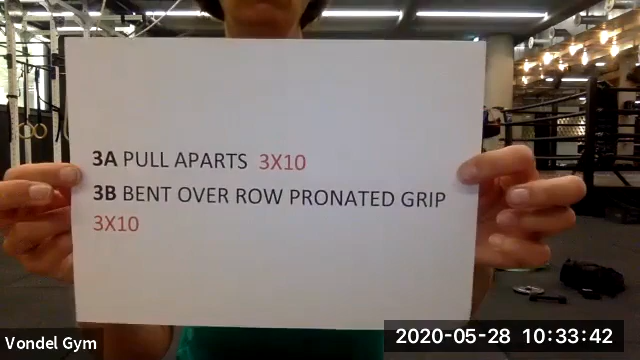 3A PULL APARTS 3X10
3B BENT OVER ROW PRONATED GRIP
3X10
Vondel Gym
2020-05-28 10:33:42